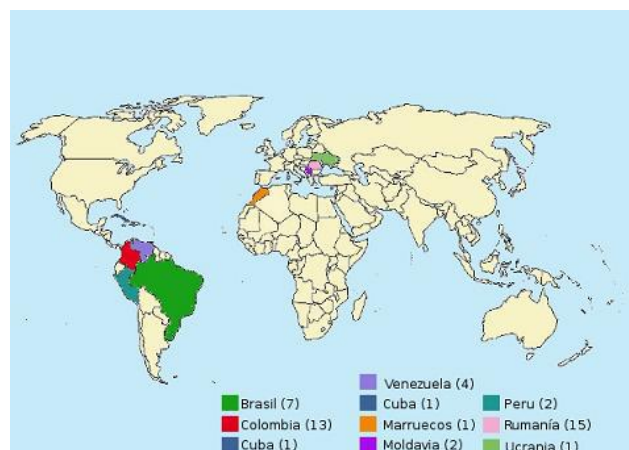 Venezuela (4)
Brasil (7) Cuba (1) Peru (2)
Colombia (13) Marruecos (1) Rumanía (15)
Cuba (1) Moldavia (2) Ucrania (1)